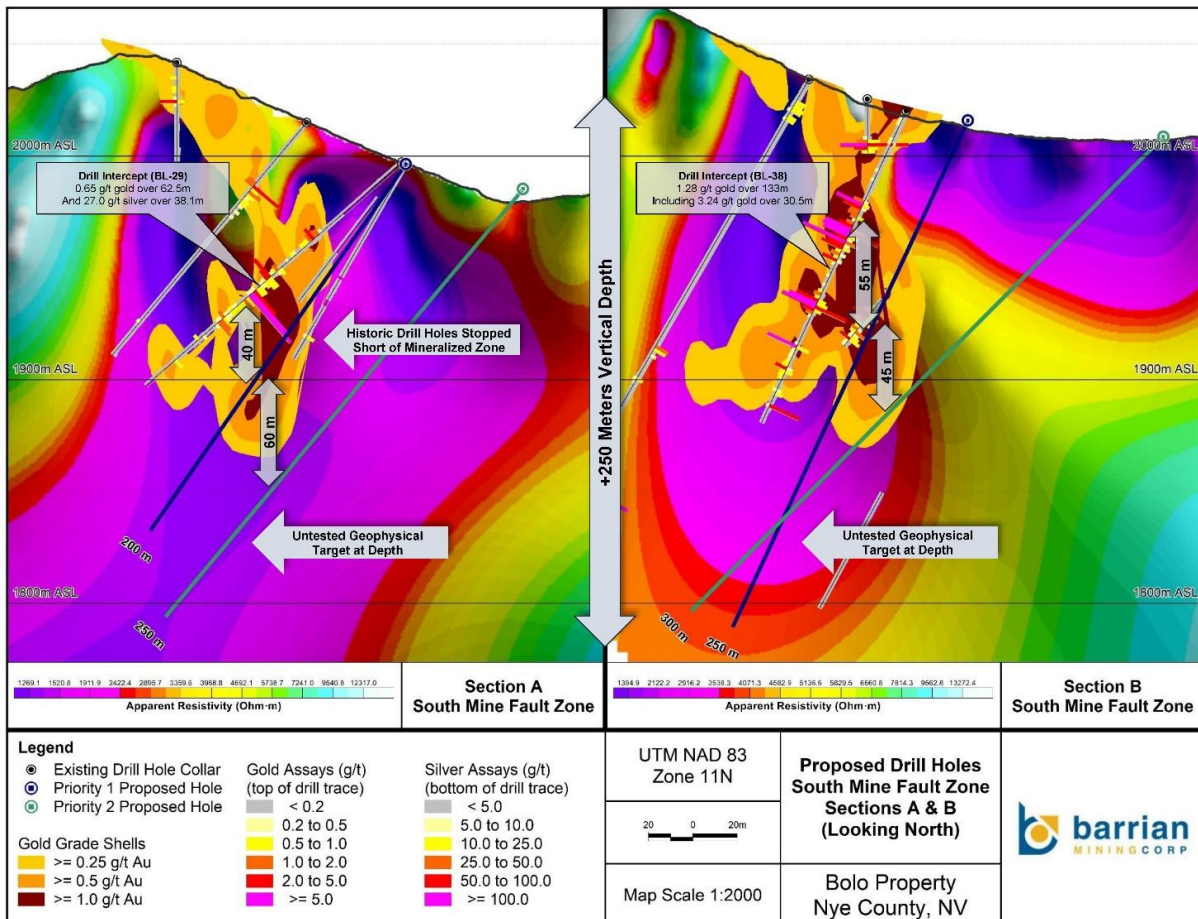 2000m ASL
Drill Intercept (BL-29)
0.65 g/t gold over 62.5m
And 27.0 g/t silver over 38.1m
40 m
Historic Drill Holes Stopped
Short of Mineralized Zone
1900m ASL
60 m
Untested Geophysical
Target at Depth
200 m
1800m ASL
250 m
+250 Meters Vertical Depth
2000m ASL
Drill Intercept (BL-38)
1.28 g/t gold over 133m
Including 3.24 g/t gold over 30.5m
55 m
1900m ASL
45 m
Untested Geophysical
Target at Depth
1800m ASL
300 m
250 m
1269.1 1520.8 1911.9 2422.4 2895.7 3359.6 3968.8 4692.1 5738.7 7241.0 9540.8 12317.0
Apparent Resistivity (Ohm·m)
Section A
South Mine Fault Zone
1394.9 2122.2 2916.2 3538.3 4071.3 4582.9 5136.6 5829.5 6660.8 7814.3 9562.8 13272.4
Apparent Resistivity (Ohm·m)
Section B
South Mine Fault Zone
Legend
Existing Drill Hole Collar
Priority 1 Proposed Hole
Priority 2 Proposed Hole
Gold Grade Shells
>= 0.25 g/t Au
>= 0.5 g/t Au
>= 1.0 g/t Au
Gold Assays (g/t)
(top of drill trace)
< 0.2
0.2 to 0.5
0.5 to 1.0
1.0 to 2.0
2.0 to 5.0
>= 5.0
Silver Assays (g/t)
(bottom of drill trace)
< 5.0
5.0 to 10.0
10.0 to 25.0
25.0 to 50.0
50.0 to 100.0
>= 100.0
UTM NAD 83
Zone 11N
20 0 20m
Map Scale 1:2000
Proposed Drill Holes
South Mine Fault Zone
Sections A & B
(Looking North)
Bolo Property
Nye County, NV
barrian
MINING CORP